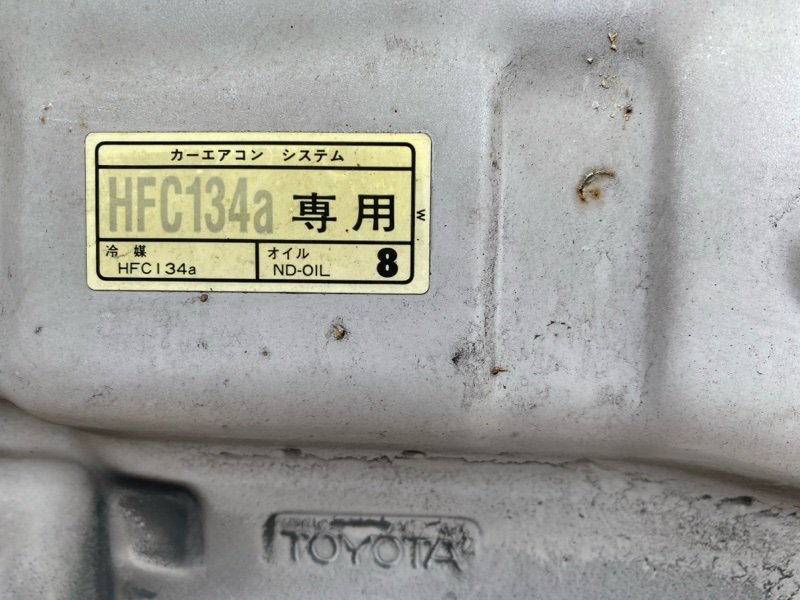 カーエアコン システム
HFC134a 専用
W
冷媒
HFC134a
オイル
ND-OIL 8
TOYOTA